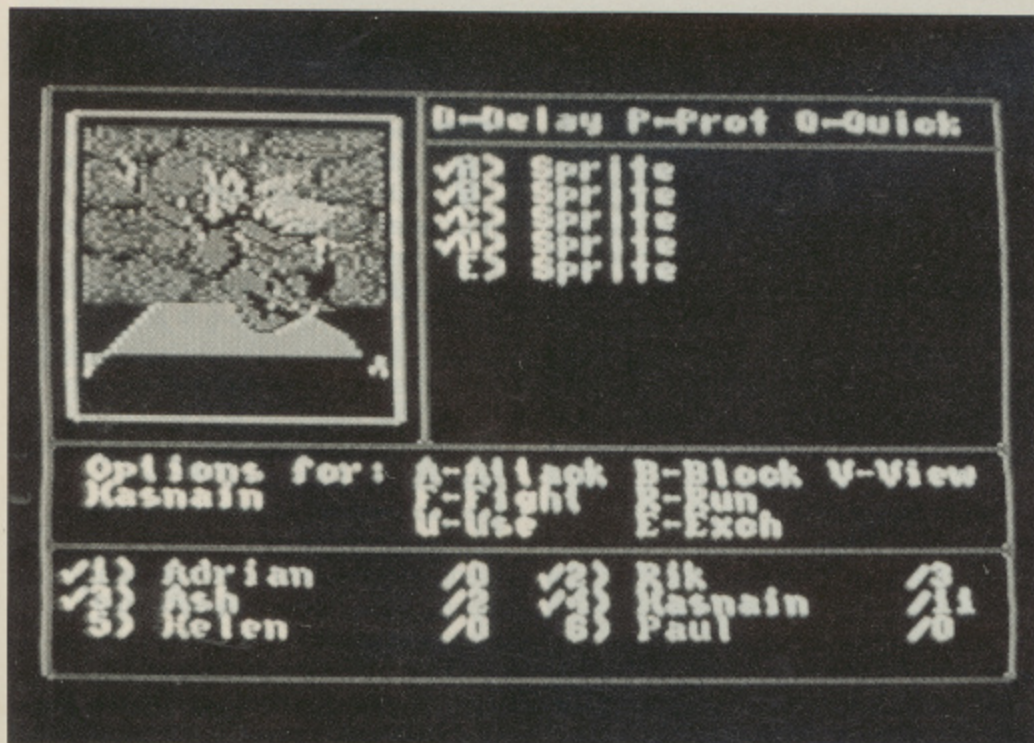 D-Delay P-Prot Q-Quick
✓A) Sprite
✓B) Sprite
✓C) Sprite
✓D) Sprite
E) Sprite
Options for: A-Attack B-Block V-View
Hasnain F-Fight R-Run
U-Use E-Exch
✓1) Adrian /0 ✓2) Rik /3
✓3) Ash /2 ✓4) Hasnain /11
5) Helen /0 6) Paul /0